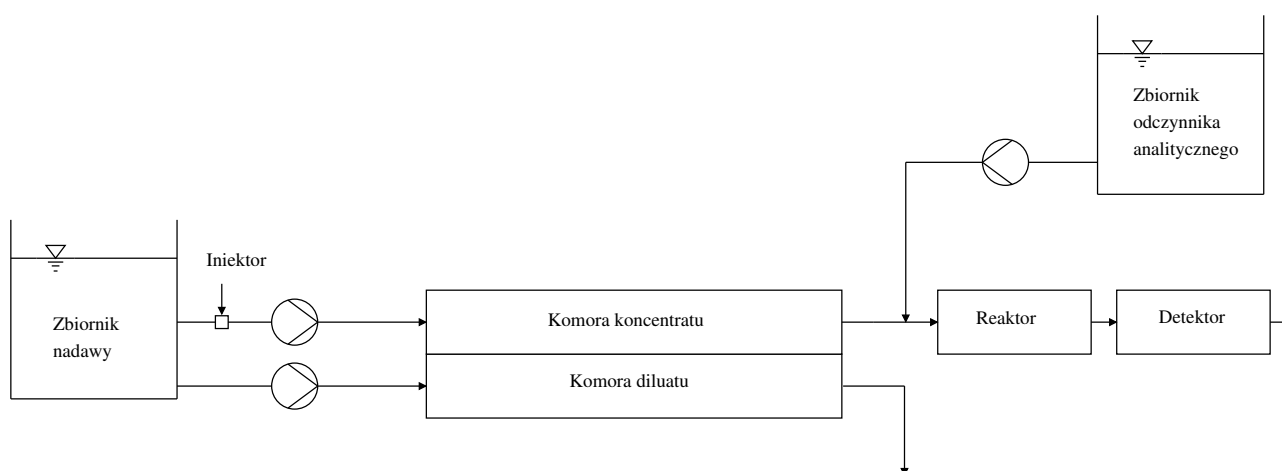 Zbiornik
odczynnika
analitycznego
Iniektor
Zbiornik
nadawy
Komora koncentratu
Reaktor
Detektor
Komora diluatu